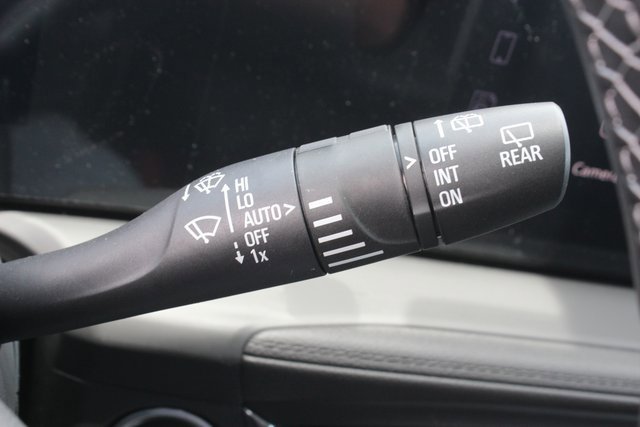 HI
LO
AUTO >
OFF
1x
>
OFF
INT
ON
REAR